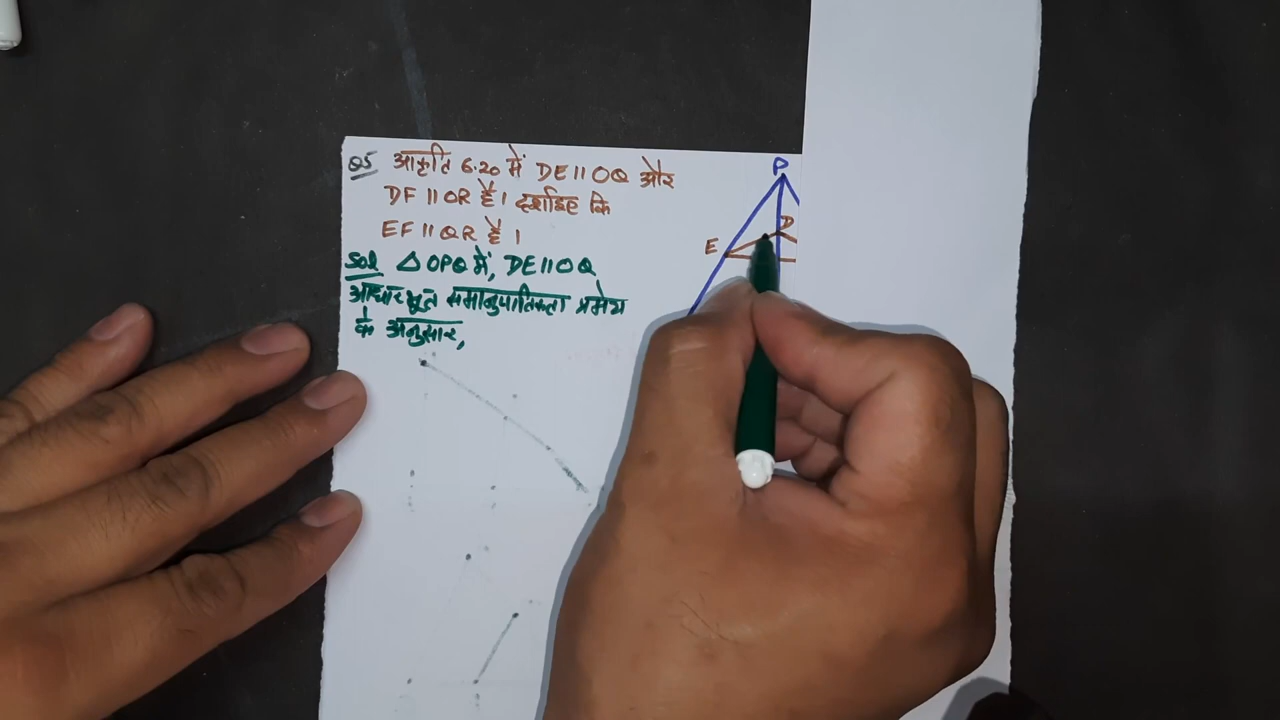 Q5 आकृति 6.20 में DE || OQ और
DF || OR है। दर्शाइए कि
EF || QR है।
Sol △ OPQ में, DE || OQ
आधारभूत समानुपातिकता प्रमेय
के अनुसार,
P
D
E